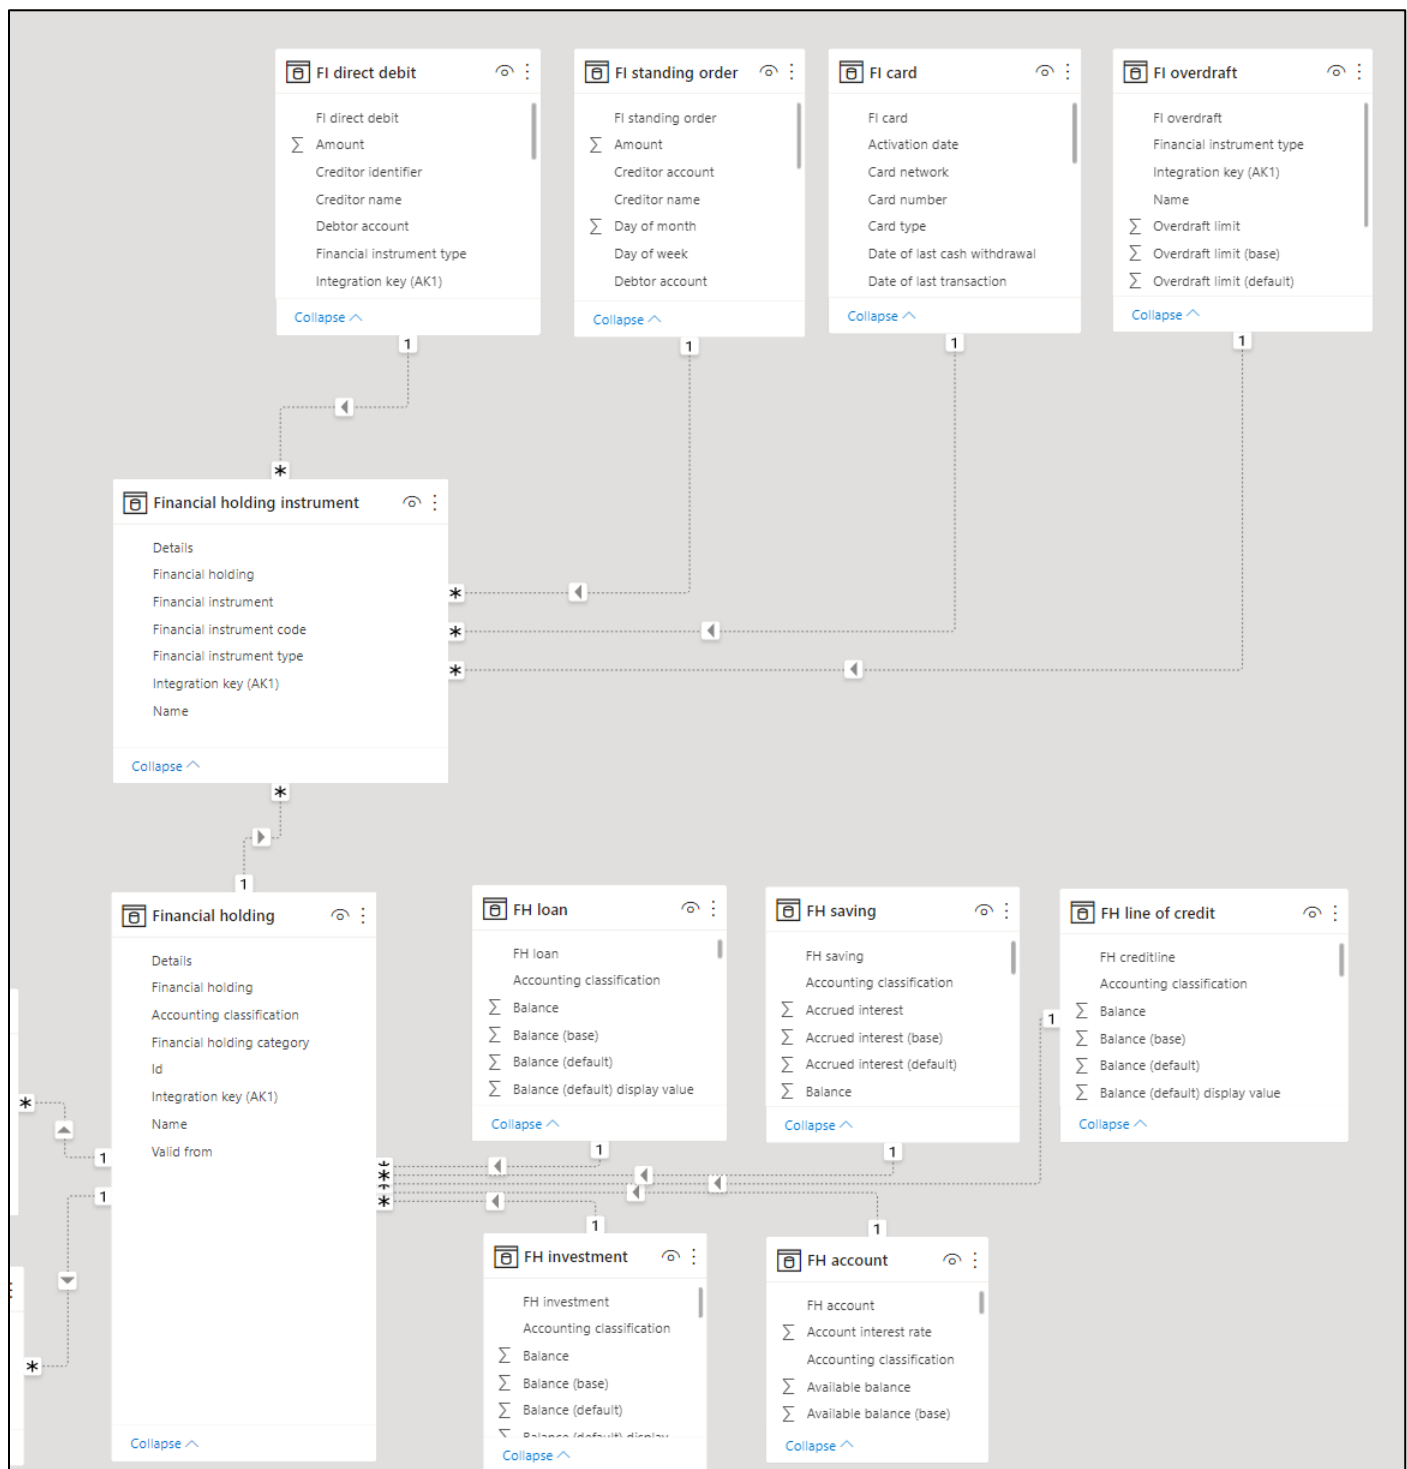 FI direct debit
FI direct debit
Amount
Creditor identifier
Creditor name
Debtor account
Financial instrument type
Integration key (AK1)
Collapse
1
FI standing order
FI standing order
Amount
Creditor account
Creditor name
Day of month
Day of week
Debtor account
Collapse
1
FI card
FI card
Activation date
Card network
Card number
Card type
Date of last cash withdrawal
Date of last transaction
Collapse
1
FI overdraft
FI overdraft
Financial instrument type
Integration key (AK1)
Name
Overdraft limit
Overdraft limit (base)
Overdraft limit (default)
Collapse
1
*
Financial holding instrument
Details
Financial holding
Financial instrument
Financial instrument code
Financial instrument type
Integration key (AK1)
Name
Collapse
*
*
*
*
1
Financial holding
Details
Financial holding
Accounting classification
Financial holding category
Id
Integration key (AK1)
Name
Valid from
Collapse
*
1
1
*
*
*
*
*
*
FH loan
FH loan
Accounting classification
Balance
Balance (base)
Balance (default)
Balance (default) display value
Collapse
1
FH saving
FH saving
Accounting classification
Accrued interest
Accrued interest (base)
Accrued interest (default)
Balance
Collapse
1
FH line of credit
FH creditline
Accounting classification
Balance
Balance (base)
Balance (default)
Balance (default) display value
Collapse
1
1
FH investment
FH investment
Accounting classification
Balance
Balance (base)
Balance (default)
Balance (default) display
Collapse
1
FH account
FH account
Account interest rate
Accounting classification
Available balance
Available balance (base)
Collapse